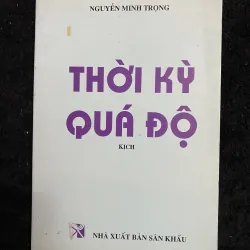 NGUYỄN MINH TRỌNG
THỜI KỲ
QUÁ ĐỘ
KỊCH
NHÀ XUẤT BẢN SÂN KHẤU